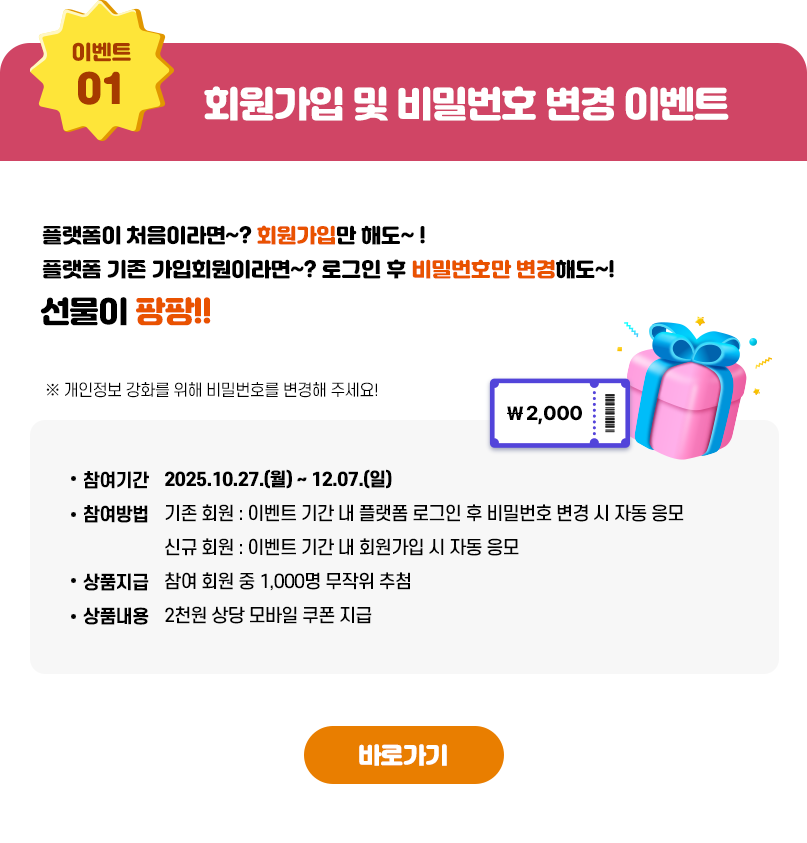 이벤트
01
회원가입 및 비밀번호 변경 이벤트
플랫폼이 처음이라면~? 회원가입만 해도~ !
플랫폼 기존 가입회원이라면~? 로그인 후 비밀번호만 변경해도~!
선물이 팡팡!!
※ 개인정보 강화를 위해 비밀번호를 변경해 주세요!
₩2,000
• 참여기간 2025.10.27.(월) ~ 12.07.(일)
• 참여방법 기존 회원 : 이벤트 기간 내 플랫폼 로그인 후 비밀번호 변경 시 자동 응모
신규 회원 : 이벤트 기간 내 회원가입 시 자동 응모
• 상품지급 참여 회원 중 1,000명 무작위 추첨
• 상품내용 2천원 상당 모바일 쿠폰 지급
바로가기